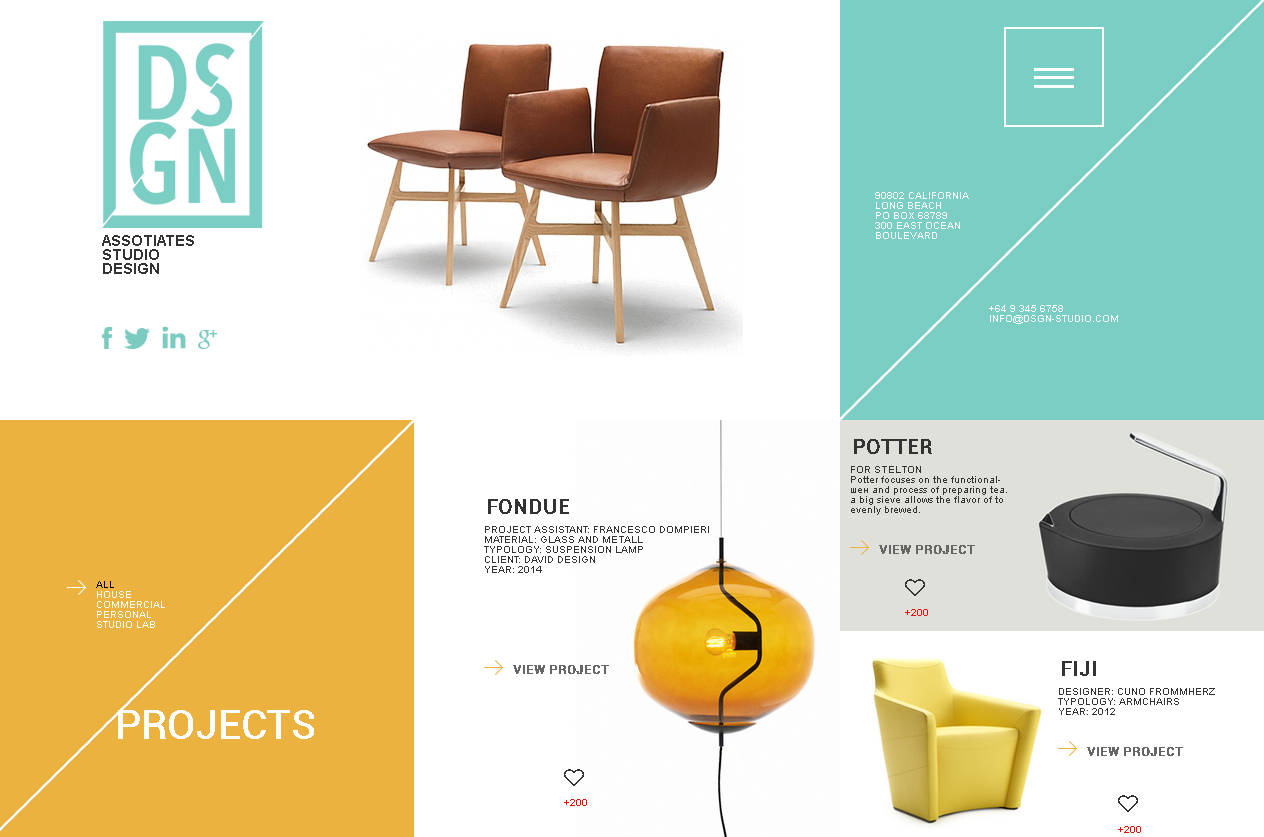 DS
GN
ASSOTIATES
STUDIO
DESIGN
f
in
g+
90802 CALIFORNIA
LONG BEACH
PO BOX 68789
300 EAST OCEAN
BOULEVARD
+64 9 345 6758
INFO@DSGN-STUDIO.COM
ALL
HOUSE
COMMERCIAL
PERSONAL
STUDIO LAB
PROJECTS
FONDUE
PROJECT ASSISTANT: FRANCESCO DOMPIERI
MATERIAL: GLASS AND METALL
TYPOLOGY: SUSPENSION LAMP
CLIENT: DAVID DESIGN
YEAR: 2014
VIEW PROJECT
+200
POTTER
FOR STELTON
Potter focuses on the functional-
шен and process of preparing tea.
a big sieve allows the flavor of to
evenly brewed.
VIEW PROJECT
+200
FIJI
DESIGNER: CUNO FROMMHERZ
TYPOLOGY: ARMCHAIRS
YEAR: 2012
VIEW PROJECT
+200